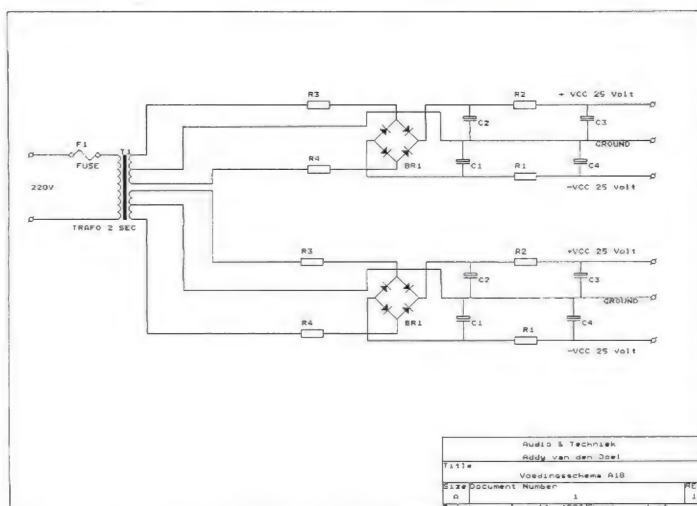 R3
R2
+ VCC 25 Volt
C2
C3
F1
FUSE
T1
GROUND
R4
BR1
C1
R1
C4
220V
-VCC 25 Volt
TRAFO 2 SEC
R3
R2
+VCC 25 Volt
C2
C3
GROUND
R4
BR1
C1
R1
C4
-VCC 25 Volt
Audio & Techniek
Addy van den Doel
Title
Voedingsschema A18
Size Document Number
A 1